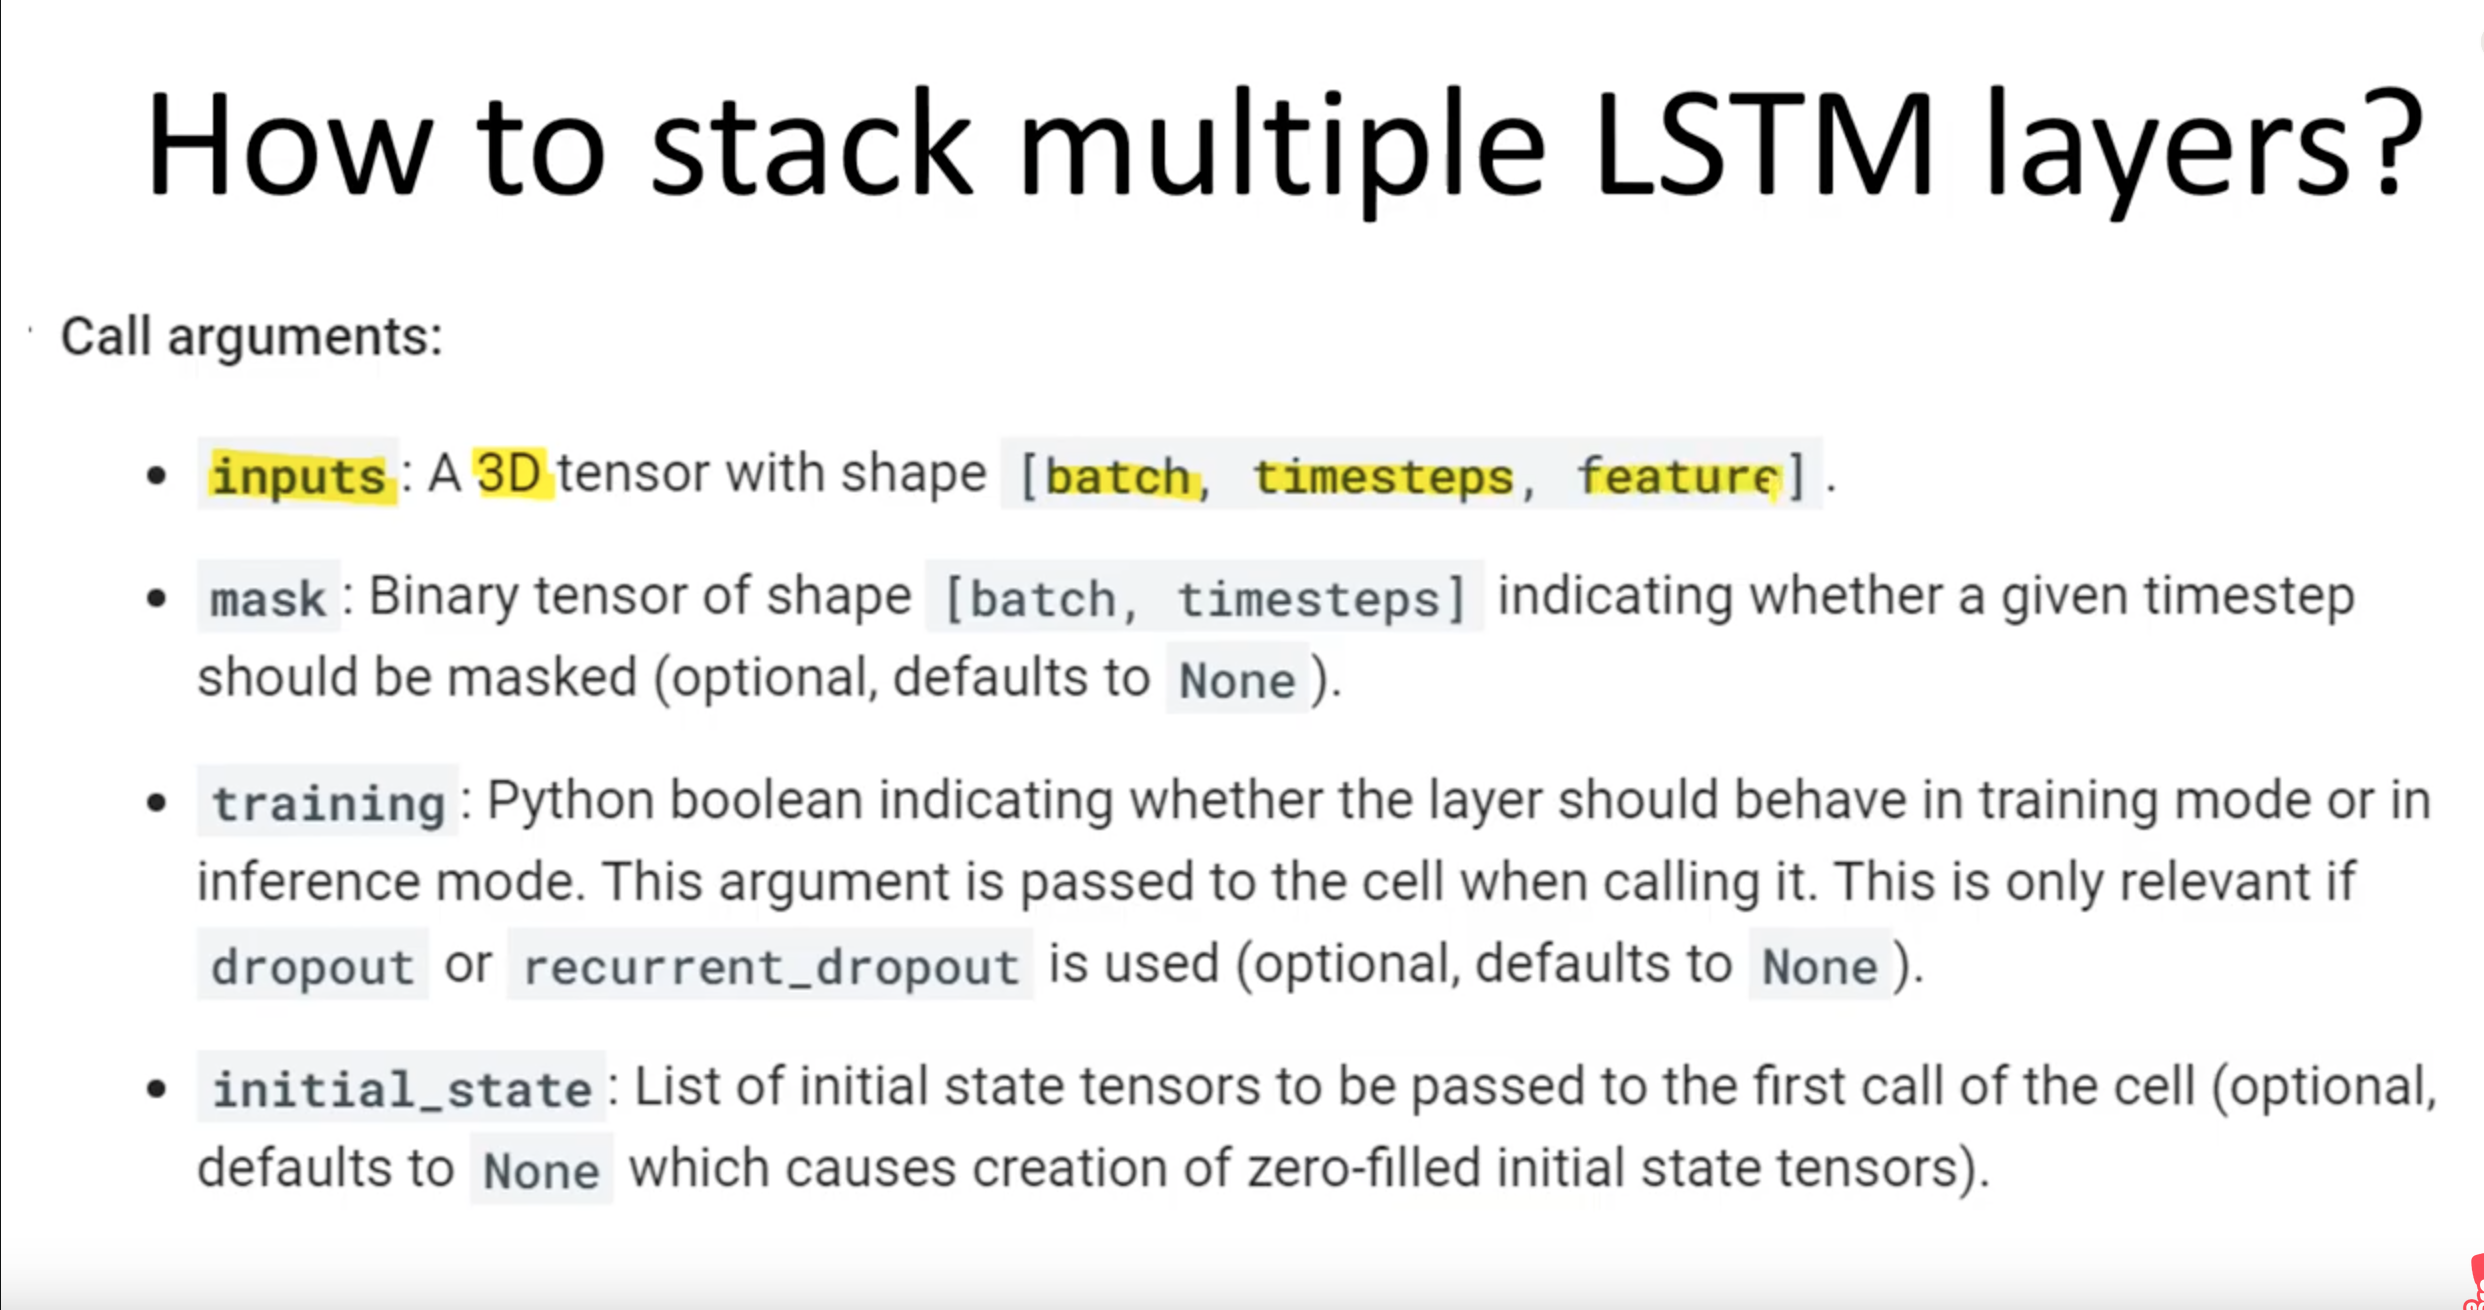 How to stack multiple LSTM layers?
Call arguments:
• inputs: A 3D tensor with shape [batch, timesteps, feature].
• mask: Binary tensor of shape [batch, timesteps] indicating whether a given timestep
should be masked (optional, defaults to None).
• training: Python boolean indicating whether the layer should behave in training mode or in
inference mode. This argument is passed to the cell when calling it. This is only relevant if
dropout or recurrent_dropout is used (optional, defaults to None).
• initial_state: List of initial state tensors to be passed to the first call of the cell (optional,
defaults to None which causes creation of zero-filled initial state tensors).